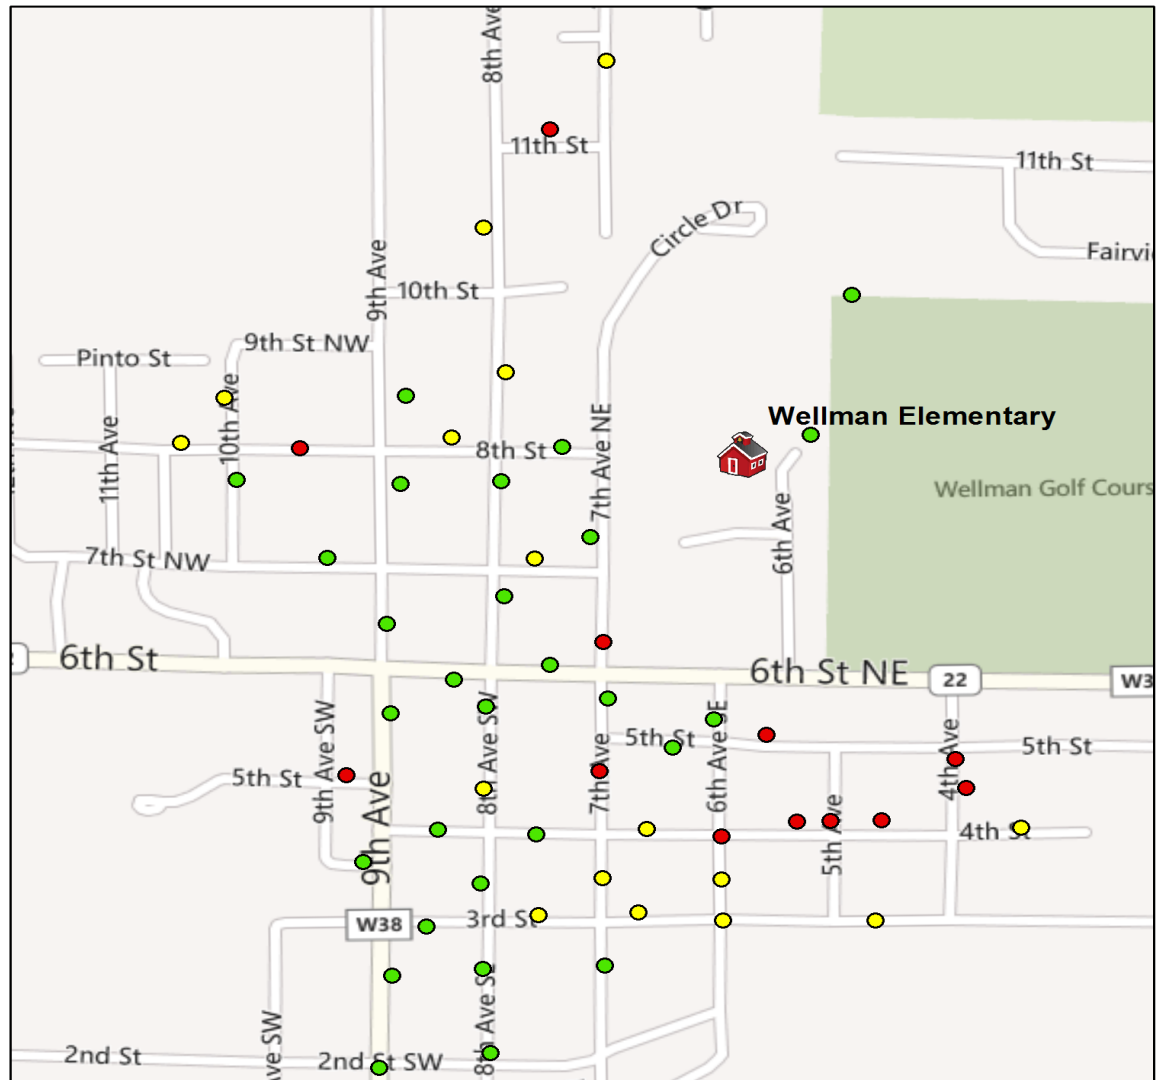 8th Ave
11th St
11th St
Circle Dr
9th Ave
10th St
9th St NW
Pinto St
10th Ave
11th Ave
7th Ave NE
Wellman Elementary
8th St
Wellman Golf Cours
6th Ave
7th St NW
6th St
6th St NE
22
W3
9th Ave SW
8th Ave SW
5th St
7th Ave
6th Ave SE
4th Ave
5th St
5th St
9th Ave
5th Ave
4th St
W38
3rd St
8th Ave SE
Ave SW
2nd St
2nd St SW